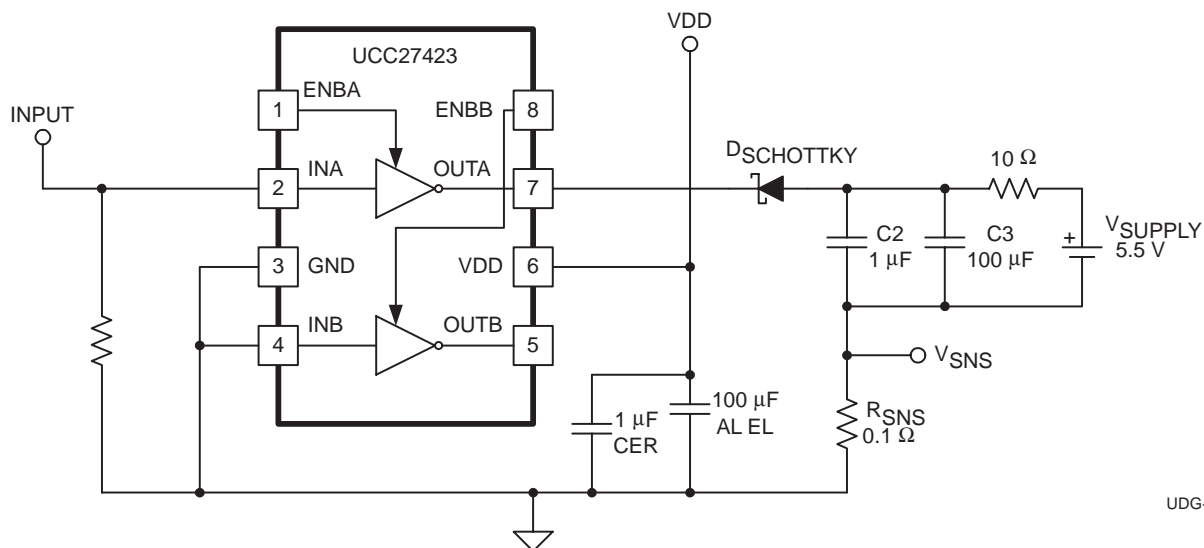 VDD
UCC27423
INPUT
ENBA
ENBB
1
8
INA
OUTA
2
7
DSCHOTTKY
10 Ω
GND
VDD
3
6
C2
1 μF
C3
100 μF
+
VSUPPLY
5.5 V
INB
OUTB
4
5
VSNS
1 μF
CER
100 μF
AL EL
RSNS
0.1 Ω
UDG-